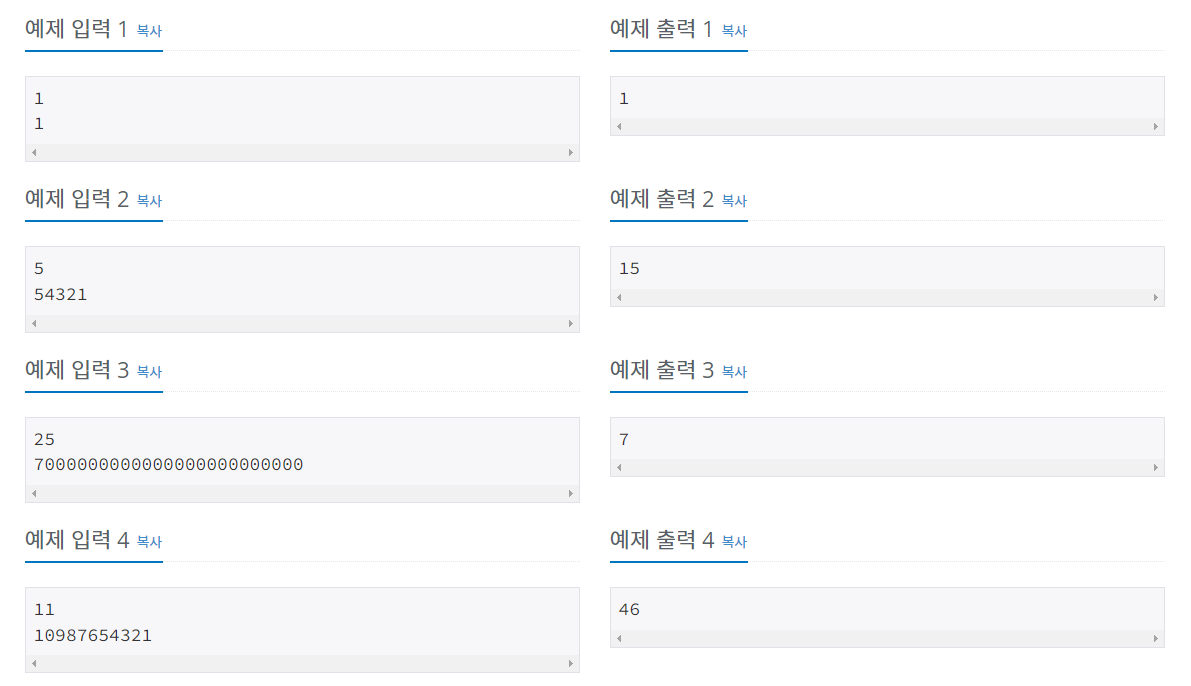 예제 입력 1 복사
1
1
예제 출력 1 복사
1
예제 입력 2 복사
5
54321
예제 출력 2 복사
15
예제 입력 3 복사
25
7000000000000000000000000
예제 출력 3 복사
7
예제 입력 4 복사
11
10987654321
예제 출력 4 복사
46